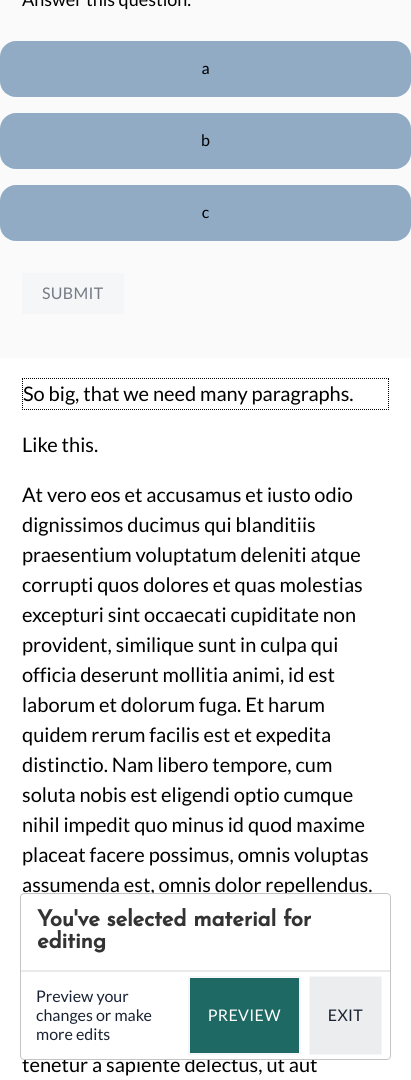 Answer this question.
a
b
c
SUBMIT
So big, that we need many paragraphs.
Like this.
At vero eos et accusamus et iusto odio
dignissimos ducimus qui blanditiis
praesentium voluptatum deleniti atque
corrupti quos dolores et quas molestias
excepturi sint occaecati cupiditate non
provident, similique sunt in culpa qui
officia deserunt mollitia animi, id est
laborum et dolorum fuga. Et harum
quidem rerum facilis est et expedita
distinctio. Nam libero tempore, cum
soluta nobis est eligendi optio cumque
nihil impedit quo minus id quod maxime
placeat facere possimus, omnis voluptas
assumenda est, omnis dolor repellendus.
You've selected material for
editing
Preview your
changes or make
more edits
PREVIEW
EXIT
tenetur a sapiente delectus, ut aut